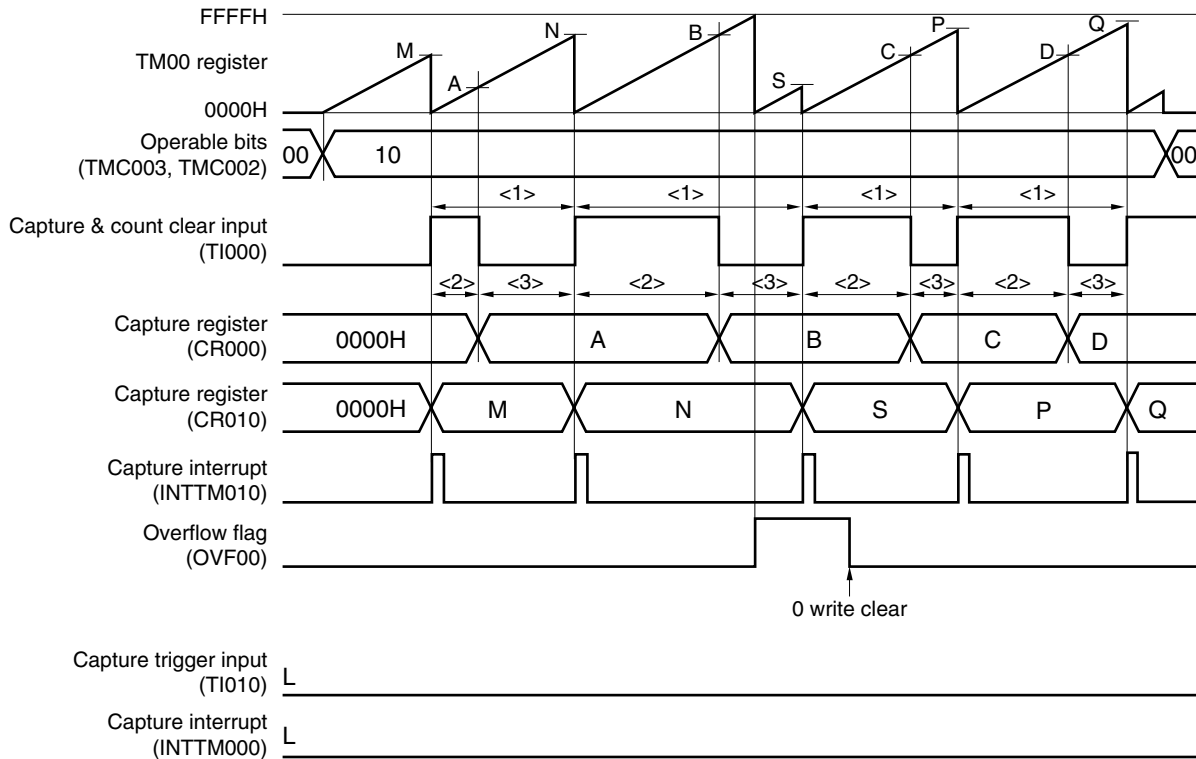 FFFFH
TM00 register
0000H
M
A
N
B
S
C
P
D
Q
Operable bits
(TMC003, TMC002)
00
10
00
<1>
<1>
<1>
<1>
Capture & count clear input
(TI000)
<2>
<3>
<2>
<3>
<2>
<3>
<2>
<3>
Capture register
(CR000)
0000H
A
B
C
D
Capture register
(CR010)
0000H
M
N
S
P
Q
Capture interrupt
(INTTM010)
Overflow flag
(OVF00)
0 write clear
Capture trigger input
(TI010)
L
Capture interrupt
(INTTM000)
L